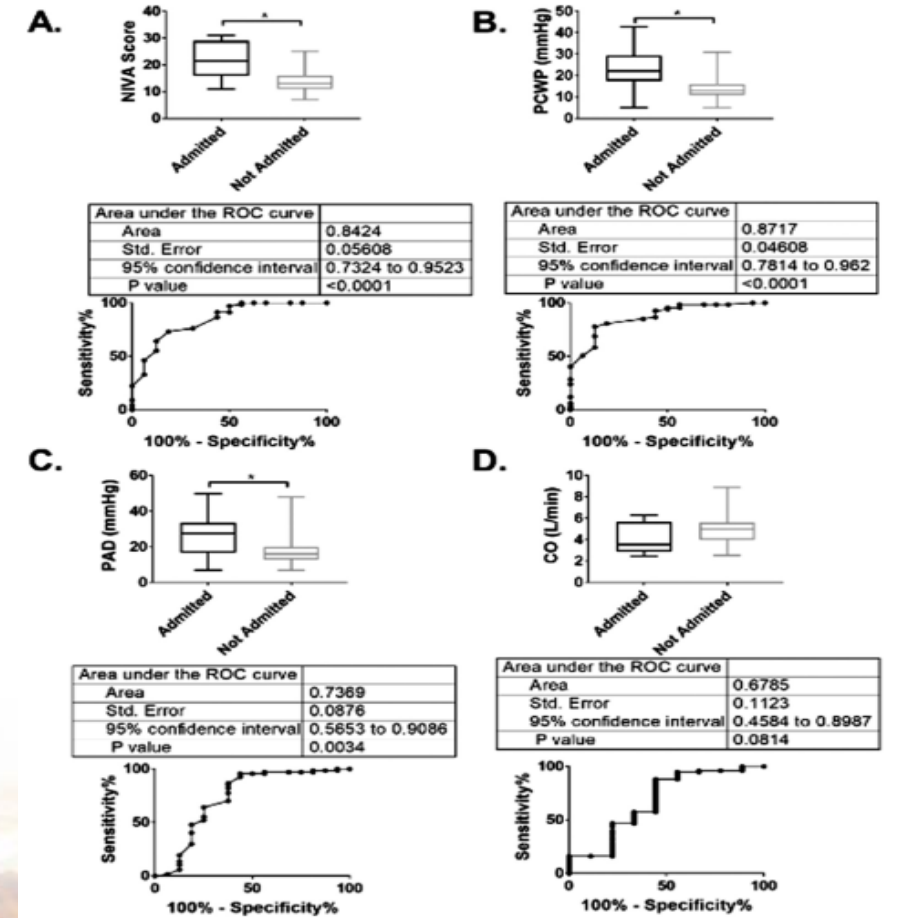 A.
NIVA Score
40
30
20
10
0
*
Admitted
Not Admitted
Area under the ROC curve
Area 0.8424
Std. Error 0.05608
95% confidence interval 0.7324 to 0.9523
P value <0.0001
Sensitivity%
100
50
0
0 50 100
100% - Specificity%
B.
PCWP (mmHg)
50
40
30
20
10
0
*
Admitted
Not Admitted
Area under the ROC curve
Area 0.8717
Std. Error 0.04608
95% confidence interval 0.7814 to 0.962
P value <0.0001
Sensitivity%
100
50
0
0 50 100
100% - Specificity%
C.
PAD (mmHg)
60
40
20
0
*
Admitted
Not Admitted
Area under the ROC curve
Area 0.7369
Std. Error 0.0876
95% confidence interval 0.5653 to 0.9086
P value 0.0034
Sensitivity%
100
50
0
0 50 100
100% - Specificity%
D.
CO (L/min)
10
8
6
4
2
0
Admitted
Not Admitted
Area under the ROC curve
Area 0.6785
Std. Error 0.1123
95% confidence interval 0.4584 to 0.8987
P value 0.0814
Sensitivity%
100
50
0
0 50 100
100% - Specificity%